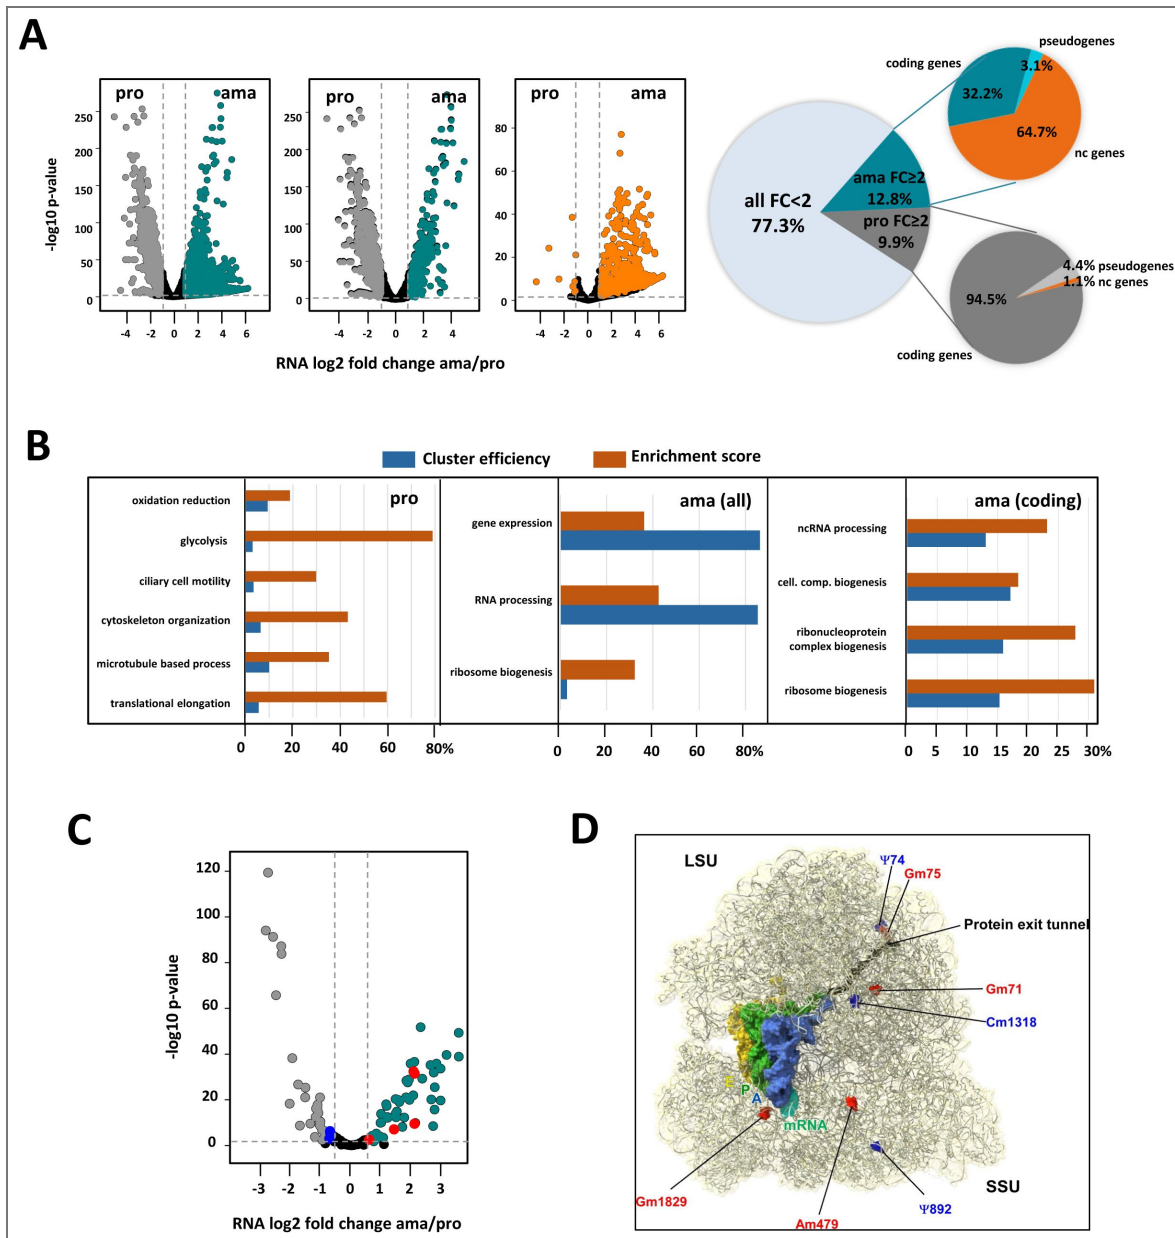 A
pro
ama
pro
ama
pro
ama
250
200
150
100
50
0
300
250
200
150
100
50
0
80
60
40
20
0
-log10 p-value
-4 -2 0 2 4 6
-4 -2 0 2 4
-4 -2 0 2 4 6
RNA log2 fold change ama/pro
all FC<2
77.3%
ama FC≥2
12.8%
pro FC≥2
9.9%
coding genes
pseudogenes
3.1%
32.2%
64.7%
nc genes
4.4% pseudogenes
1.1% nc genes
94.5%
coding genes
B
Cluster efficiency
Enrichment score
pro
oxidation reduction
glycolysis
ciliary cell motility
cytoskeleton organization
microtubule based process
translational elongation
0 20 40 60 80%
ama (all)
gene expression
RNA processing
ribosome biogenesis
0 20 40 60 80%
ama (coding)
ncRNA processing
cell. comp. biogenesis
ribonucleoprotein
complex biogenesis
ribosome biogenesis
0 5 10 15 20 25 30%
C
120
100
80
60
40
20
0
-log10 p-value
-3 -2 -1 0 1 2 3
RNA log2 fold change ama/pro
D
LSU
Ψ74
Gm75
Protein exit tunnel
Gm71
Cm1318
E
P
A
mRNA
Gm1829
Am479
Ψ892
SSU